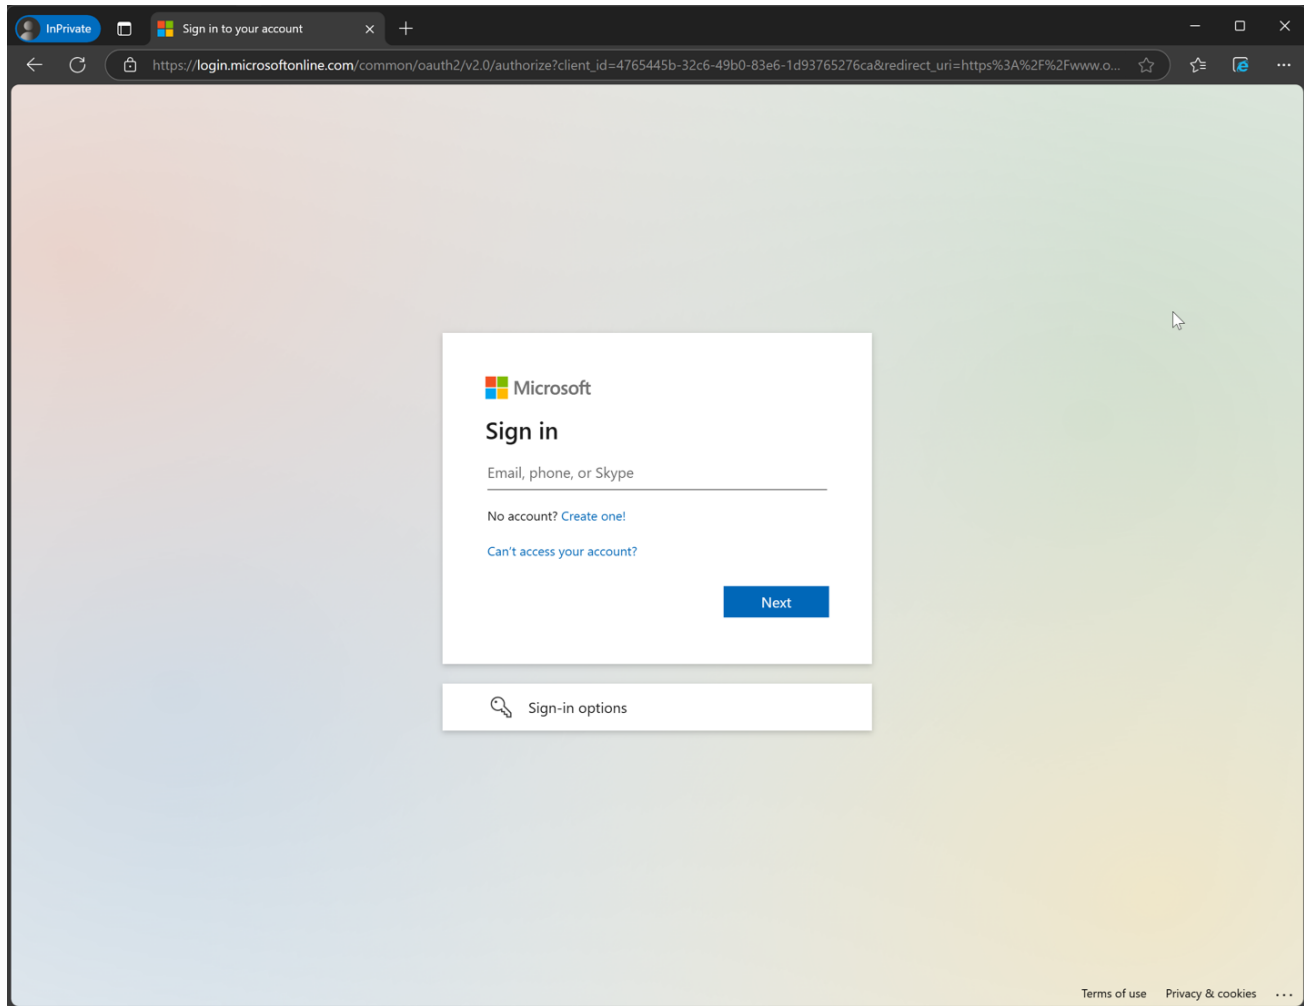 InPrivate
Sign in to your account
https://login.microsoftonline.com/common/oauth2/v2.0/authorize?client_id=4765445b-32c6-49b0-83e6-1d93765276ca&redirect_uri=https%3A%2F%2Fwww.o...
Microsoft
Sign in
Email, phone, or Skype
No account? Create one!
Can't access your account?
Next
Sign-in options
Terms of use Privacy & cookies ...